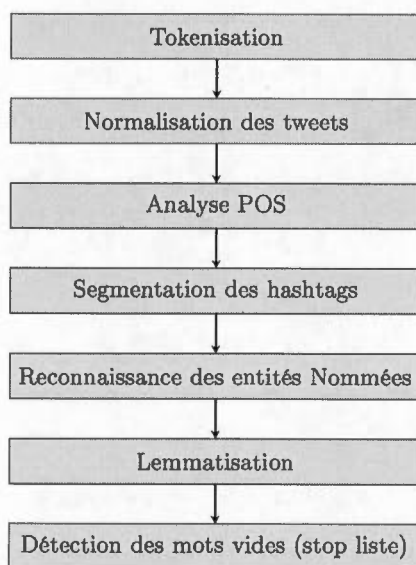 Tokenisation
Normalisation des tweets
Analyse POS
Segmentation des hashtags
Reconnaissance des entités Nommées
Lemmatisation
Détection des mots vides (stop liste)